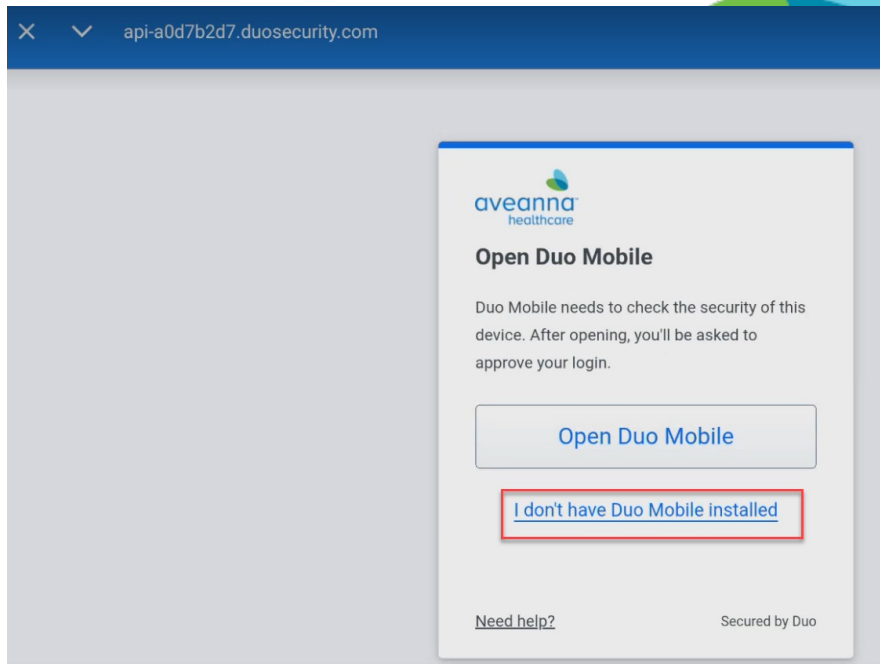 api-a0d7b2d7.duosecurity.com
aveanna™
healthcare
Open Duo Mobile
Duo Mobile needs to check the security of this
device. After opening, you'll be asked to
approve your login.
Open Duo Mobile
I don't have Duo Mobile installed
Need help?
Secured by Duo